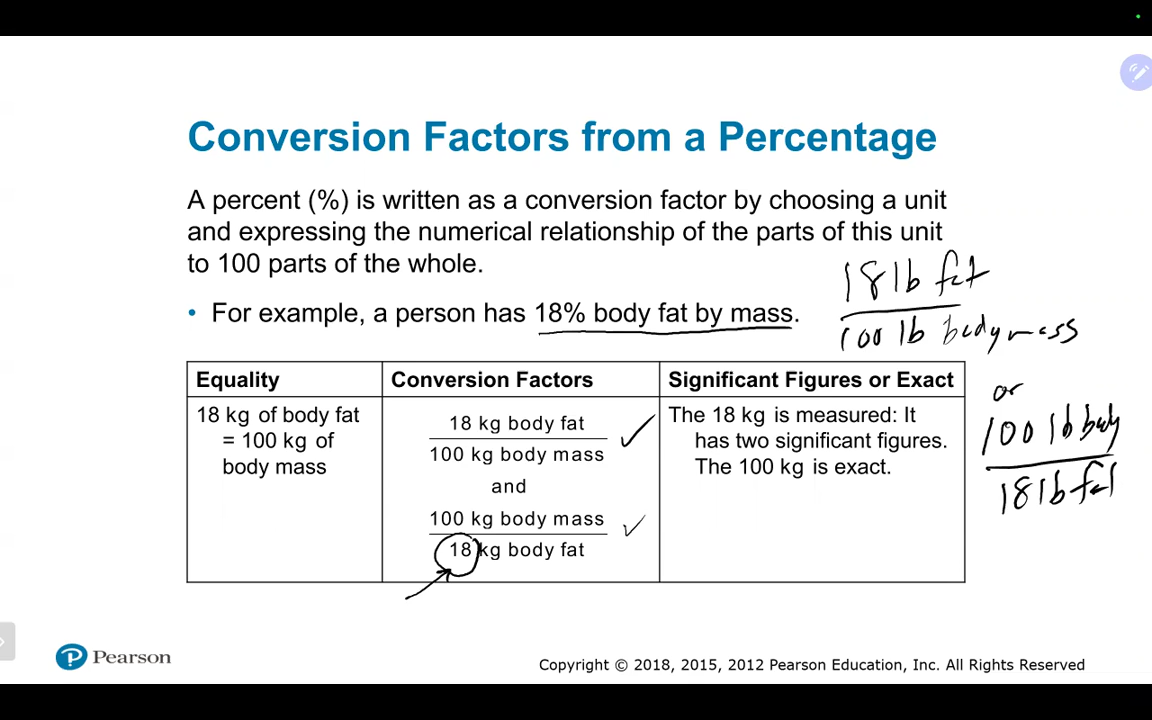 Conversion Factors from a Percentage
A percent (%) is written as a conversion factor by choosing a unit
and expressing the numerical relationship of the parts of this unit
to 100 parts of the whole.
• For example, a person has 18% body fat by mass.
18 lb fat
100 lb body mass
or
100 lb body
18 lb fat
Equality
18 kg of body fat
= 100 kg of
body mass
Conversion Factors
18 kg body fat
100 kg body mass
and
100 kg body mass
18 kg body fat
Significant Figures or Exact
The 18 kg is measured: It
has two significant figures.
The 100 kg is exact.
Pearson
Copyright © 2018, 2015, 2012 Pearson Education, Inc. All Rights Reserved